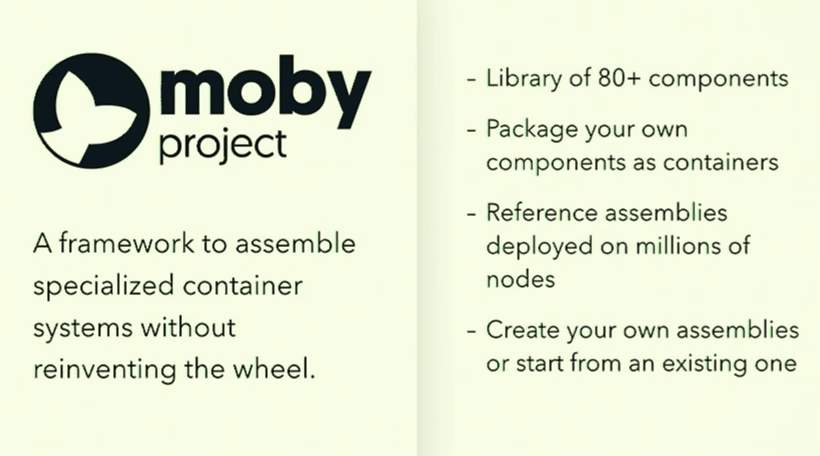 moby
project
A framework to assemble
specialized container
systems without
reinventing the wheel.
– Library of 80+ components
– Package your own
components as containers
– Reference assemblies
deployed on millions of
nodes
– Create your own assemblies
or start from an existing one